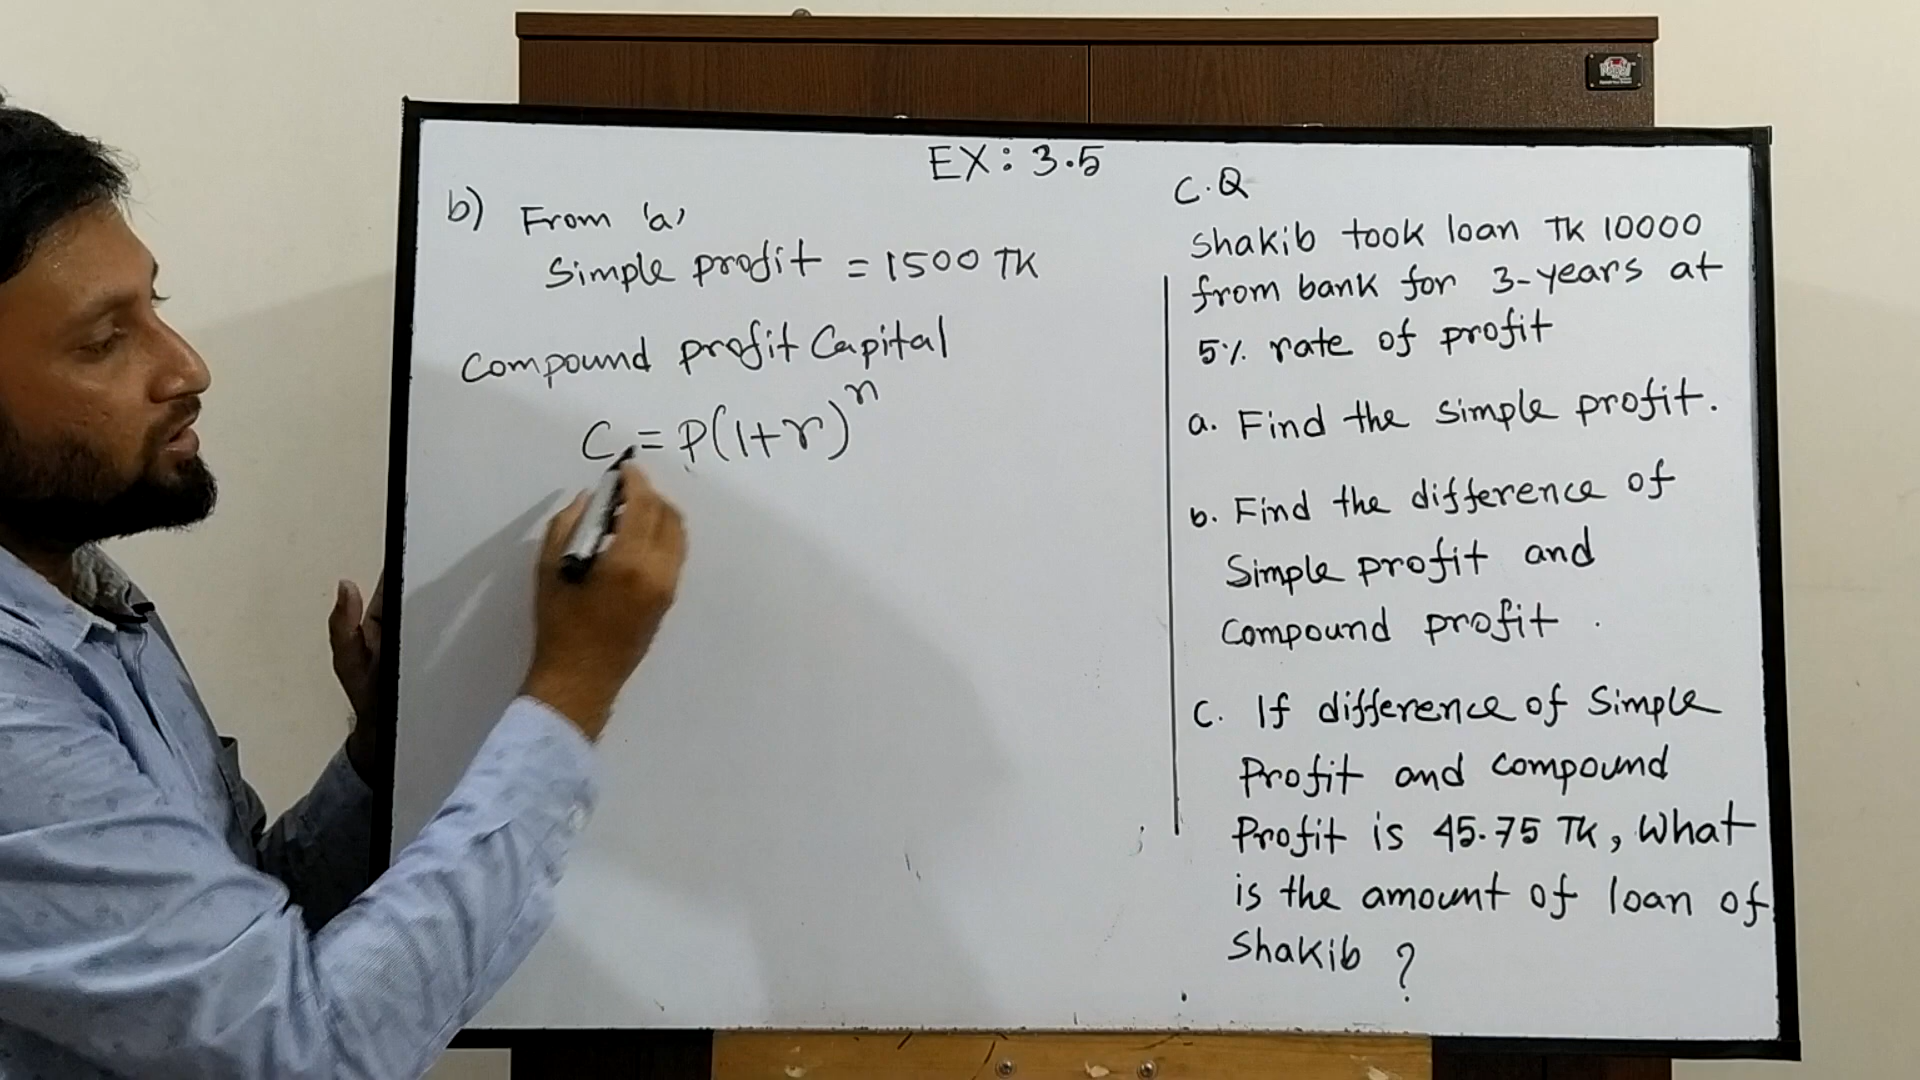 EX: 3.5
b) From 'a'
Simple profit = 1500 TK
Compound profit Capital
C = P(1+r)^n
C.Q
Shakib took loan TK 10000
from bank for 3-years at
5% rate of profit
a. Find the simple profit.
b. Find the difference of
Simple profit and
Compound profit.
C. If difference of Simple
Profit and compound
Profit is 45.75 TK, What
is the amount of loan of
Shakib ?